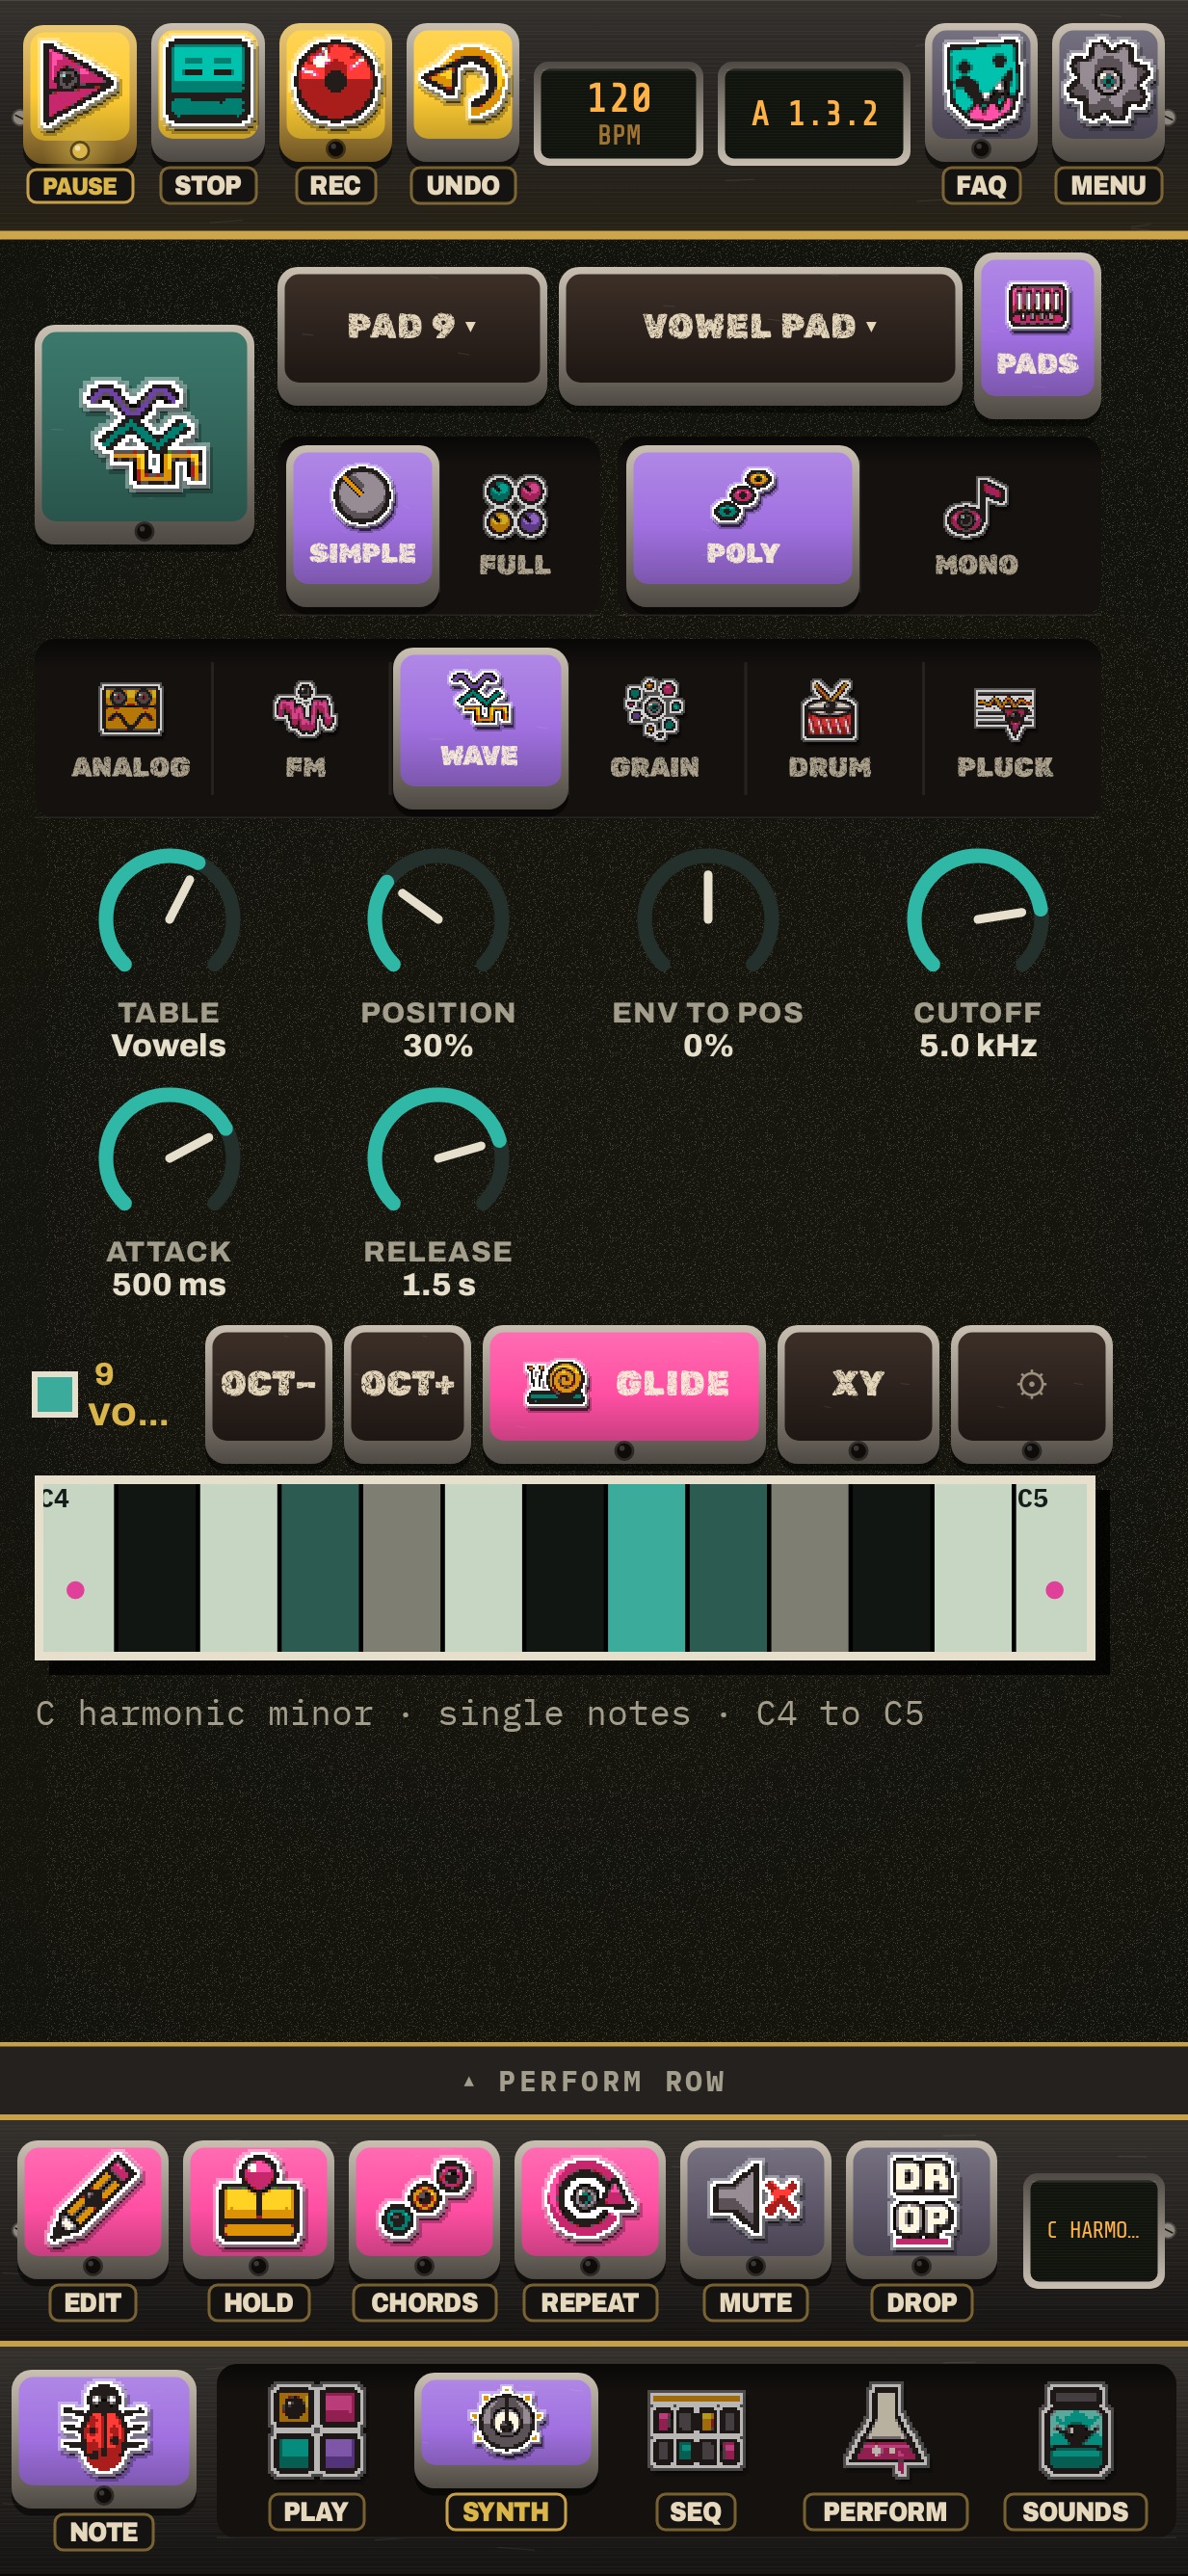 120
BPM
A 1.3.2
PAUSE
STOP
REC
UNDO
FAQ
MENU
PAD 9 ▾
VOWEL PAD ▾
PADS
SIMPLE
FULL
POLY
MONO
ANALOG
FM
WAVE
GRAIN
DRUM
PLUCK
TABLE
Vowels
POSITION
30%
ENV TO POS
0%
CUTOFF
5.0 kHz
ATTACK
500 ms
RELEASE
1.5 s
9
VO...
OCT-
OCT+
GLIDE
XY
C4
C5
C harmonic minor · single notes · C4 to C5
▴ PERFORM ROW
DR
OP
C HARMO…
EDIT
HOLD
CHORDS
REPEAT
MUTE
DROP
NOTE
PLAY
SYNTH
SEQ
PERFORM
SOUNDS